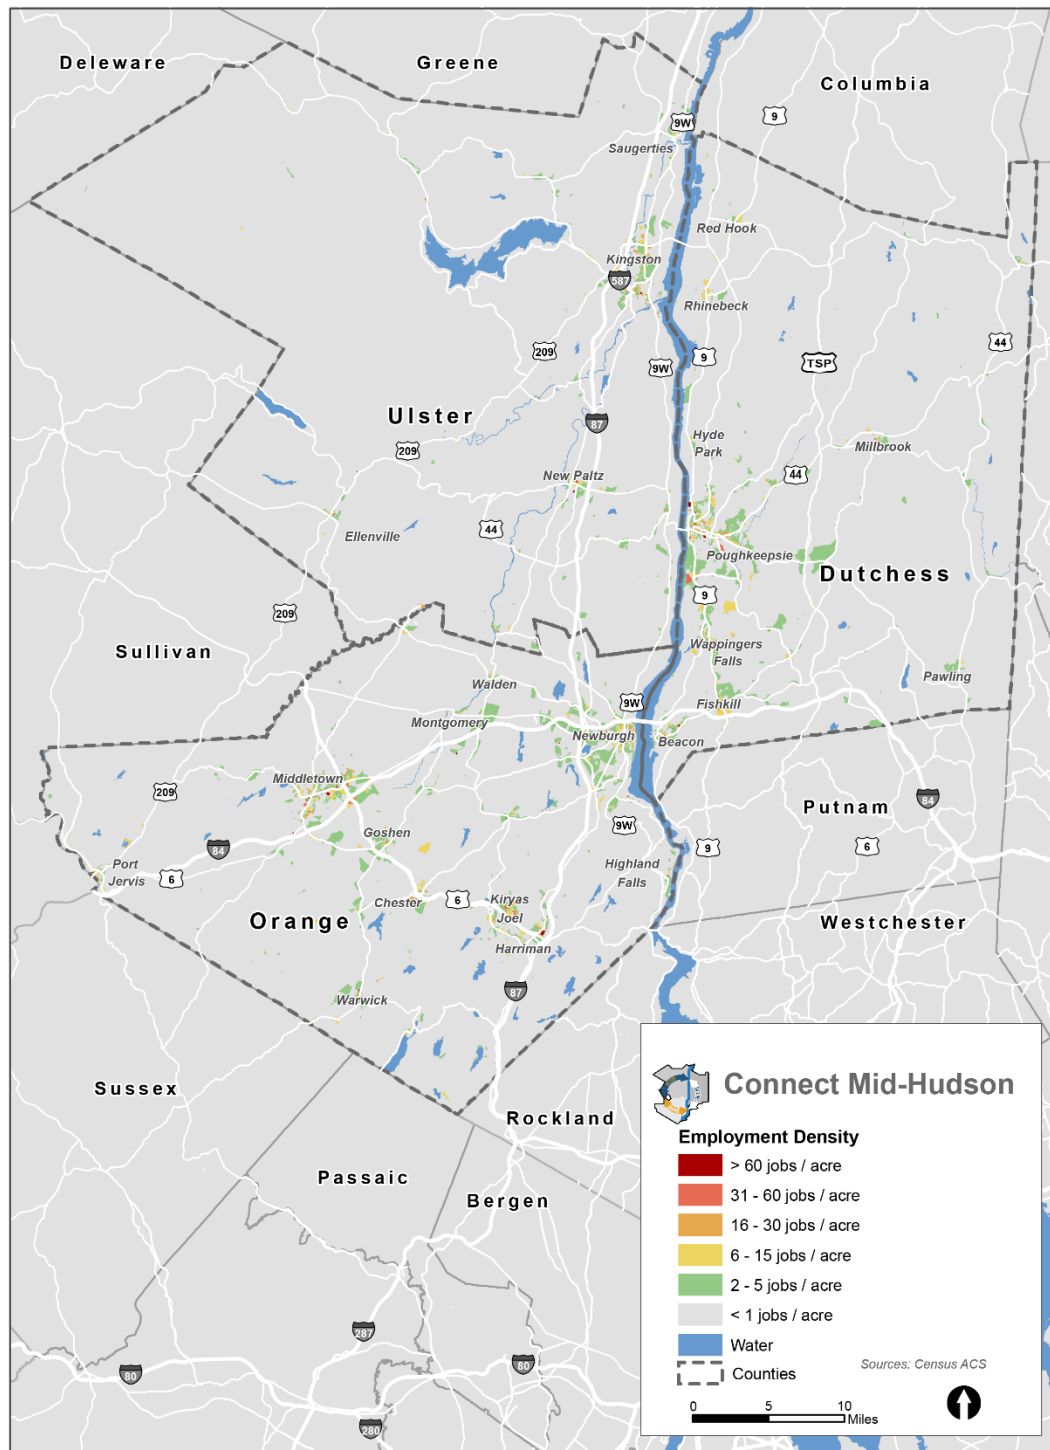 Deleware
Greene
Columbia
9
9W
Saugerties
Red Hook
Kingston
587
Rhinebeck
209
9W
9
TSP
44
Ulster
87
209
Hyde
Park
Millbrook
New Paltz
44
44
Ellenville
Poughkeepsie
Dutchess
209
9
Sullivan
Wappingers
Falls
Walden
Pawling
9W
Fishkill
Montgomery
Newburgh
Beacon
Middletown
209
Putnam
84
9W
Goshen
84
6
9
6
Port
Jervis
6
Highland
Falls
Chester
6
Kiryas
Joel
Orange
Westchester
Harriman
87
Warwick
Sussex
Rockland
Passaic
Bergen
287
80
80
280
Connect Mid-Hudson
Employment Density
> 60 jobs / acre
31 - 60 jobs / acre
16 - 30 jobs / acre
6 - 15 jobs / acre
2 - 5 jobs / acre
< 1 jobs / acre
Water
Counties
Sources: Census ACS
0 5 10
Miles